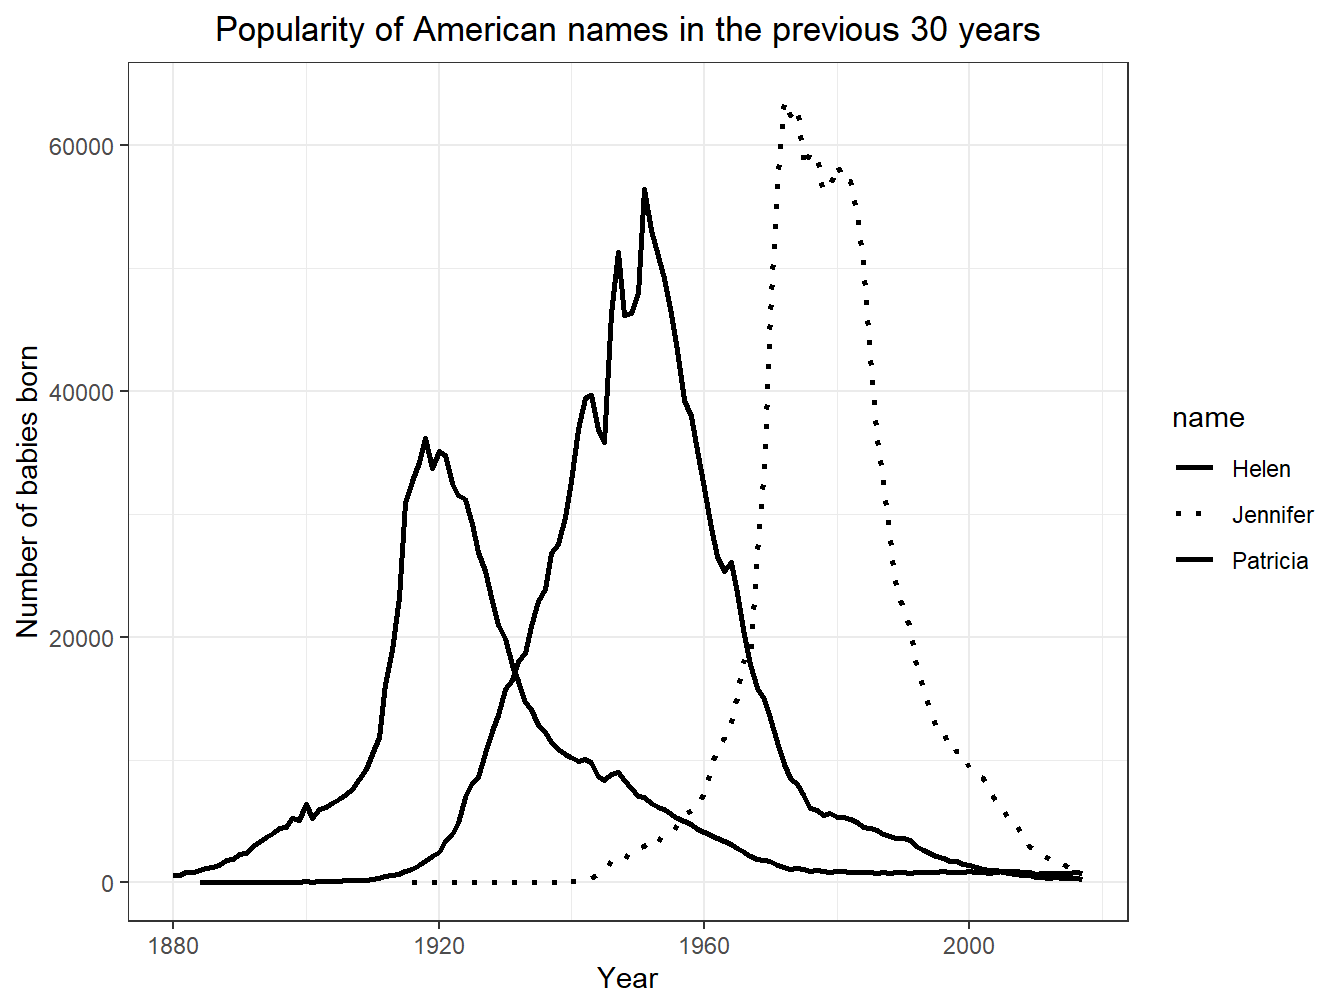 Popularity of American names in the previous 30 years
Number of babies born
60000
40000
20000
0
1880
1920
1960
2000
Year
name
Helen
Jennifer
Patricia